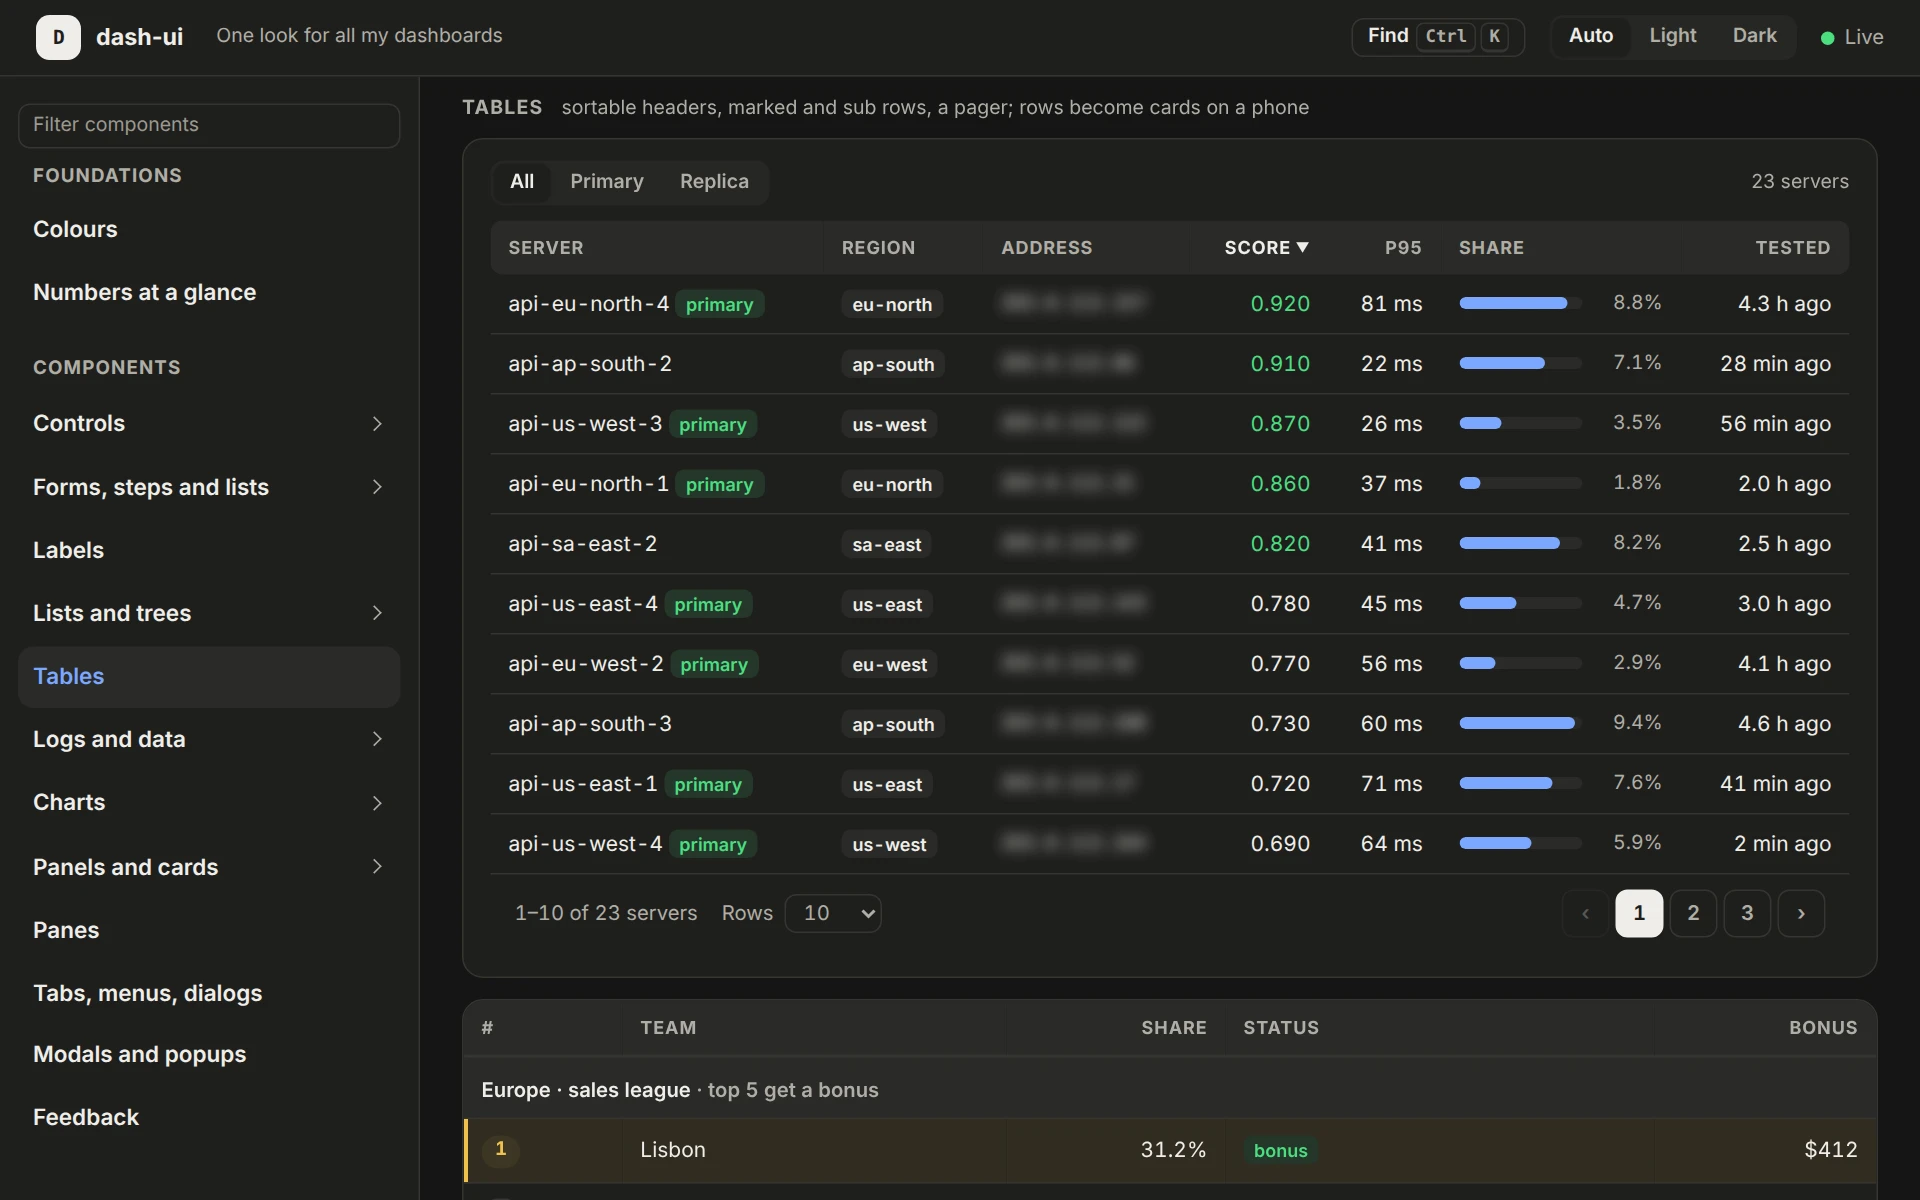 D dash-ui One look for all my dashboards Find Ctrl K Auto Light Dark Live
Filter components
FOUNDATIONS
Colours
Numbers at a glance
COMPONENTS
Controls
Forms, steps and lists
Labels
Lists and trees
Tables
Logs and data
Charts
Panels and cards
Panes
Tabs, menus, dialogs
Modals and popups
Feedback
TABLES sortable headers, marked and sub rows, a pager; rows become cards on a phone
All Primary Replica 23 servers
SERVER REGION ADDRESS SCORE ▼ P95 SHARE TESTED
api-eu-north-4 primary eu-north 0.920 81 ms 8.8% 4.3 h ago
api-ap-south-2 ap-south 0.910 22 ms 7.1% 28 min ago
api-us-west-3 primary us-west 0.870 26 ms 3.5% 56 min ago
api-eu-north-1 primary eu-north 0.860 37 ms 1.8% 2.0 h ago
api-sa-east-2 sa-east 0.820 41 ms 8.2% 2.5 h ago
api-us-east-4 primary us-east 0.780 45 ms 4.7% 3.0 h ago
api-eu-west-2 primary eu-west 0.770 56 ms 2.9% 4.1 h ago
api-ap-south-3 ap-south 0.730 60 ms 9.4% 4.6 h ago
api-us-east-1 primary us-east 0.720 71 ms 7.6% 41 min ago
api-us-west-4 primary us-west 0.690 64 ms 5.9% 2 min ago
1–10 of 23 servers Rows 10 ‹ 1 2 3 ›
# TEAM SHARE STATUS BONUS
Europe · sales league · top 5 get a bonus
1 Lisbon 31.2% bonus $412